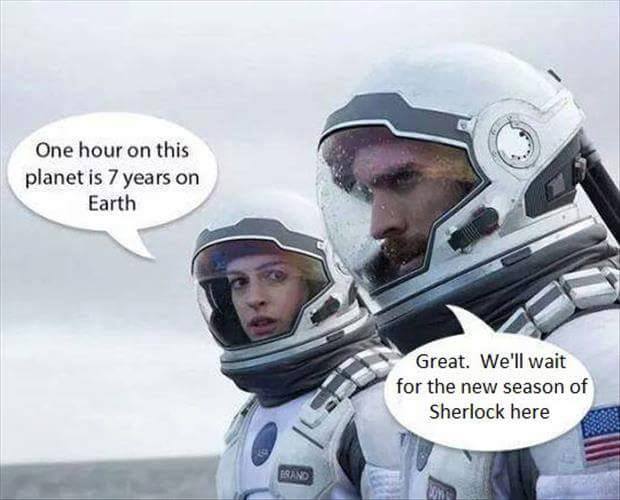 One hour on this
planet is 7 years on
Earth
Great.  We'll wait
for the new season of
Sherlock here
BRAND